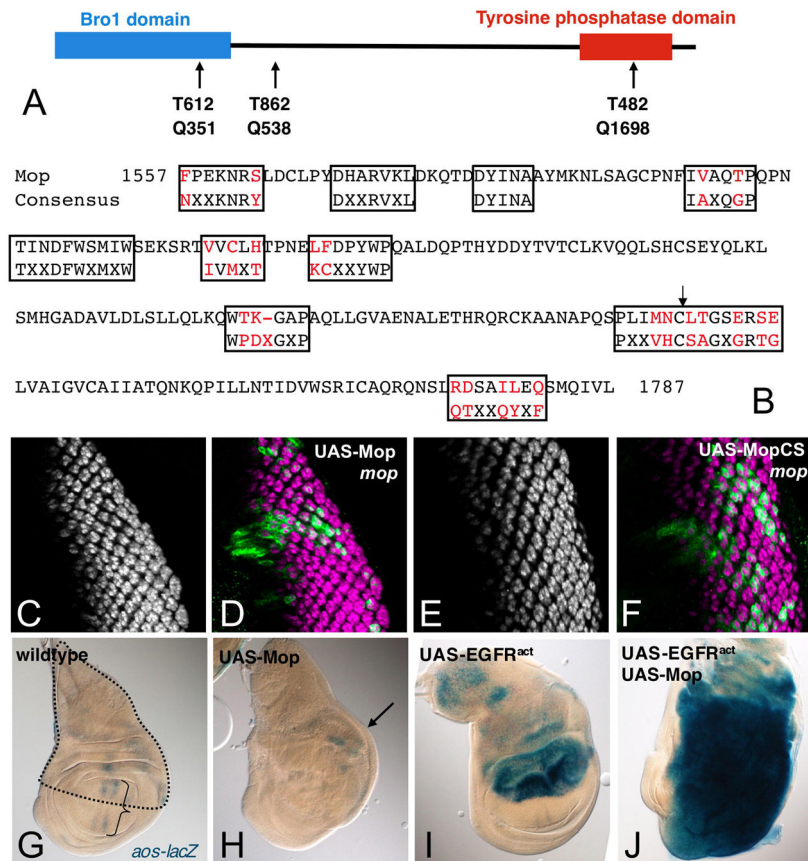 Bro1 domain
Tyrosine phosphatase domain
A
T612
Q351
T862
Q538
T482
Q1698
Mop 1557 FPEKNRSLDCLPYDHARVKLDKQTDDYINAAYMKNLSAGCPNFIVAQTPQPN
Consensus NXXKNRY DXXRVXL DYINA IAXQGP
TINDFWSMIWSEKSRTVVCLHTPNELFDPYWPQALDQPTHYDDYTVTCLKVQQLSHCSEYQLKL
TXXDFWXMXW IVMXT KCXXYWP
SMHGADAVLDLSLLQLKQWTK-GAPAQLLGVAENALETHRQRCKAANAPQSPLIMNCLTGSERSE
WPDXGXP PXXVHCSAGXGRTG
LVAIGVCAIIATQNKQPILLNTIDVWSRICAQRQNSLRDSAILEQSMQIVL 1787
QTXXQYXF
B
C
D UAS-Mop
mop
E
F UAS-MopCS
mop
wildtype
G
aos-lacZ
UAS-Mop
H
UAS-EGFRact
I
UAS-EGFRact
UAS-Mop
J